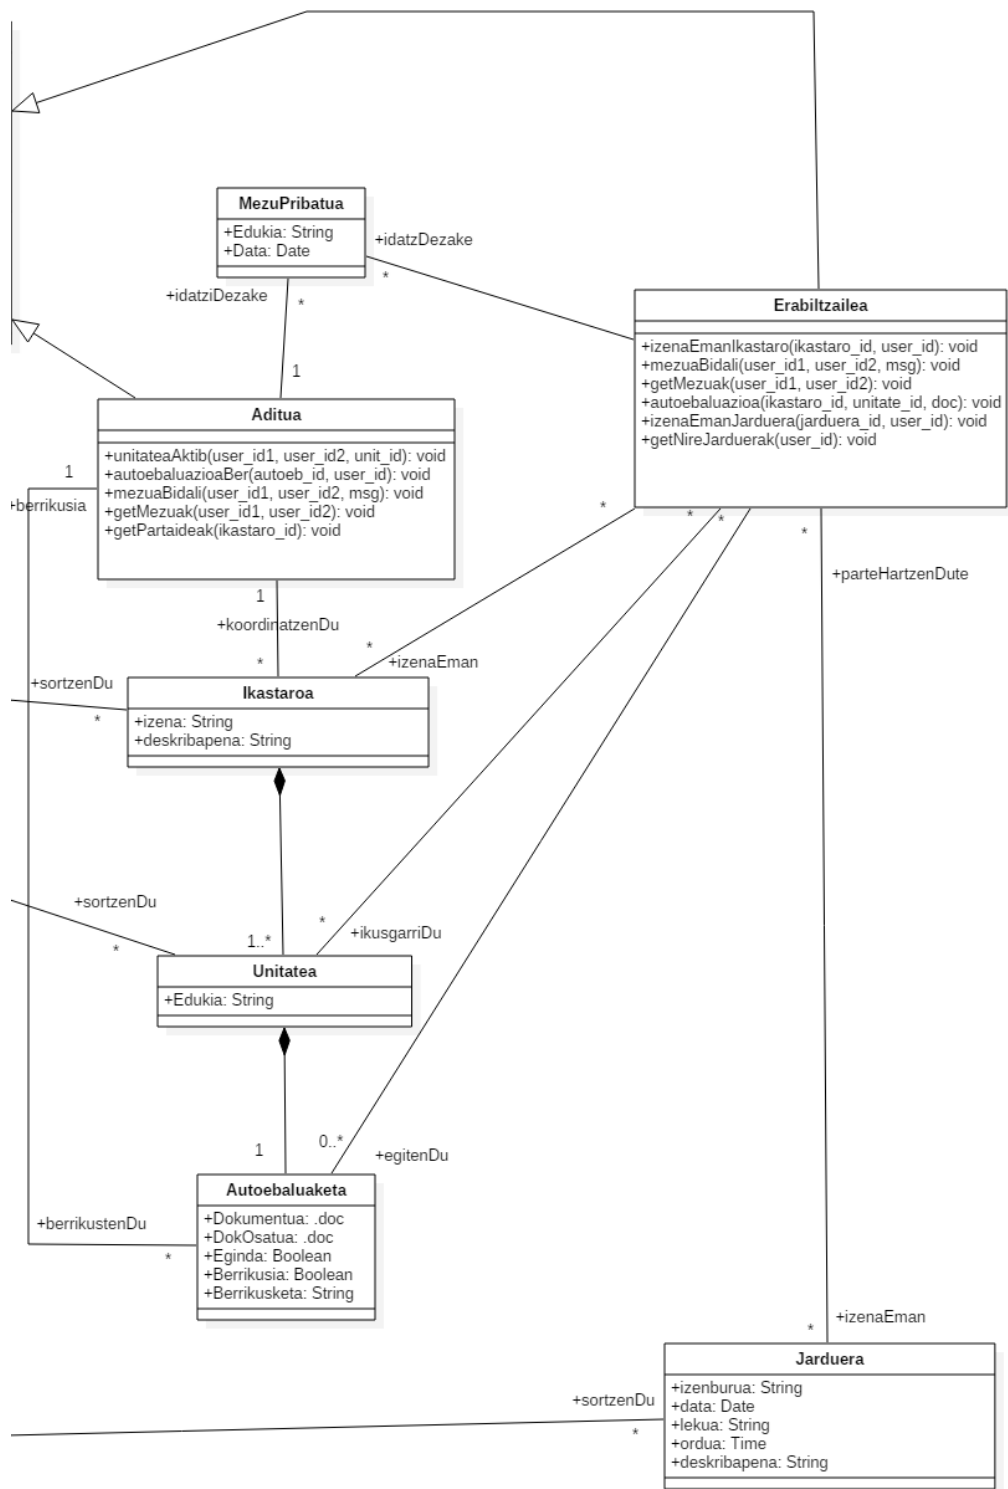 MezuPribatua
+Edukia: String
+Data: Date
+idatzDezake
*
+idatziDezake
*
1
Erabiltzailea
+izenaEmanIkastaro(ikastaro_id, user_id): void
+mezuaBidali(user_id1, user_id2, msg): void
+getMezuak(user_id1, user_id2): void
+autoebaluazioa(ikastaro_id, unitate_id, doc): void
+izenaEmanJarduera(jarduera_id, user_id): void
+getNireJarduerak(user_id): void
Aditua
+unitateaAktib(user_id1, user_id2, unit_id): void
+autoebaluazioaBer(autoeb_id, user_id): void
+mezuaBidali(user_id1, user_id2, msg): void
+getMezuak(user_id1, user_id2): void
+getPartaideak(ikastaro_id): void
1
+berrikusia
*
*
*
*
+parteHartzenDute
1
+koordinatzenDu
*
*
+izenaEman
+sortzenDu
*
Ikastaroa
+izena: String
+deskribapena: String
+sortzenDu
*
1..*
*
+ikusgarriDu
Unitatea
+Edukia: String
1
0..*
+egitenDu
Autoebaluaketa
+Dokumentua: .doc
+DokOsatua: .doc
+Eginda: Boolean
+Berrikusia: Boolean
+Berrikusketa: String
+berrikustenDu
*
*
+izenaEman
Jarduera
+izenburua: String
+data: Date
+lekua: String
+ordua: Time
+deskribapena: String
+sortzenDu
*